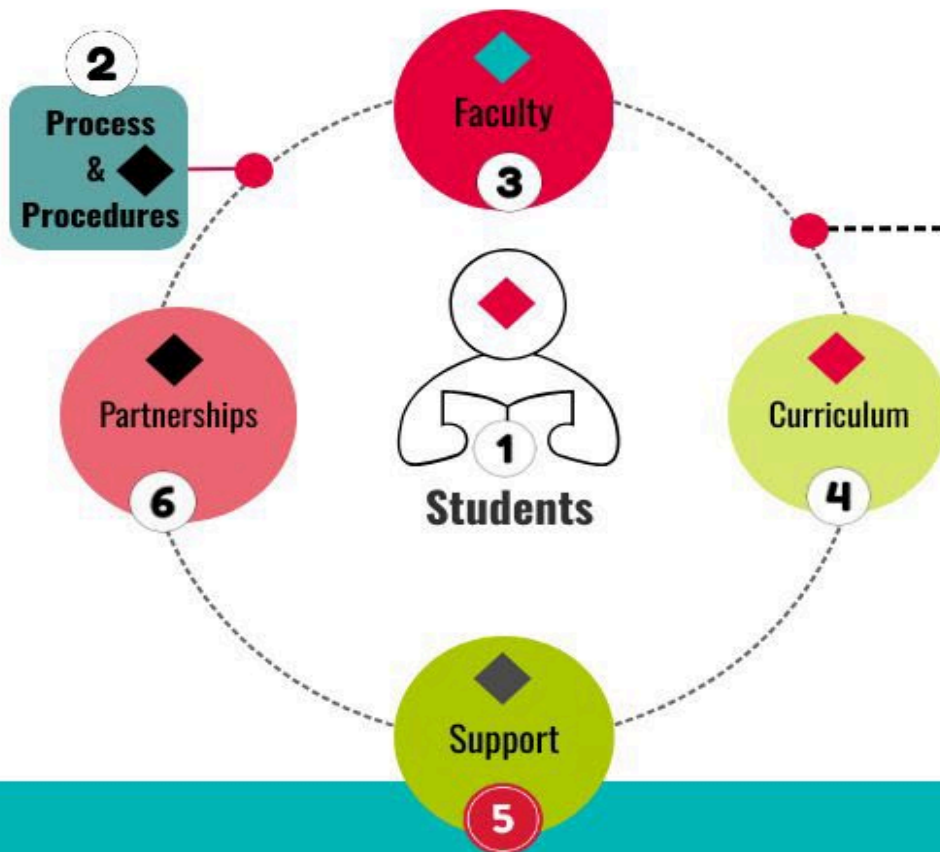 2
Process
&
Procedures
Faculty
3
Partnerships
6
1
Students
Curriculum
4
Support
5